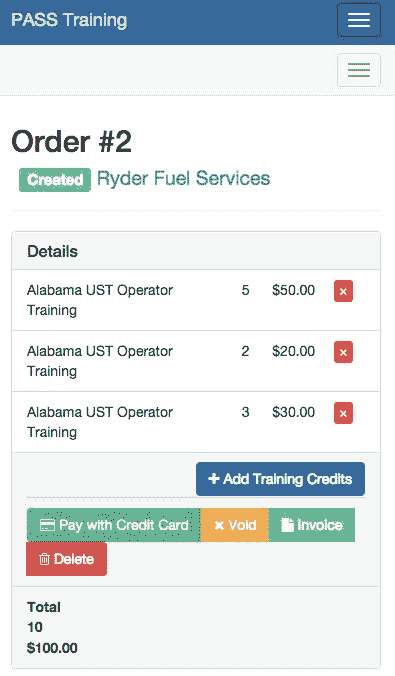 PASS Training
Order #2
Created Ryder Fuel Services
Details
Alabama UST Operator 5 $50.00 ×
Training
Alabama UST Operator 2 $20.00 ×
Training
Alabama UST Operator 3 $30.00 ×
Training
+ Add Training Credits
Pay with Credit Card × Void Invoice
Delete
Total
10
$100.00